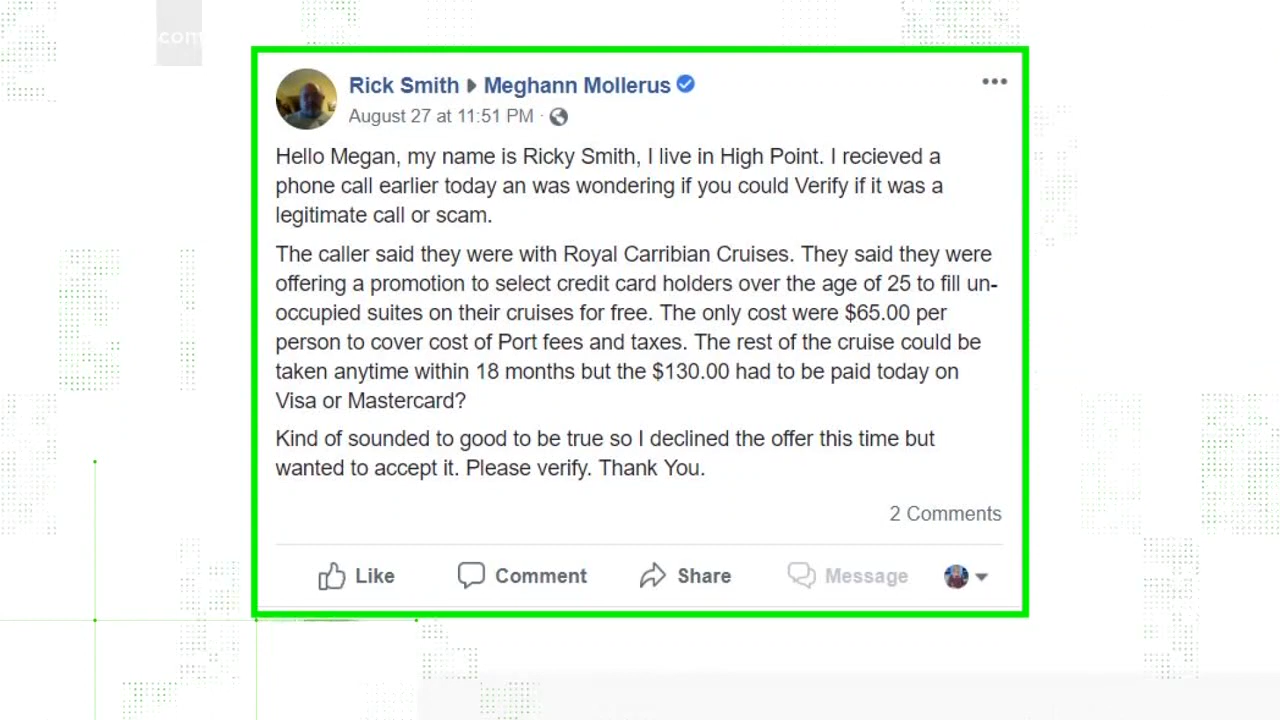 .com
Rick Smith Meghann Mollerus
August 27 at 11:51 PM ·
Hello Megan, my name is Ricky Smith, I live in High Point. I recieved a
phone call earlier today an was wondering if you could Verify if it was a
legitimate call or scam.
The caller said they were with Royal Carribian Cruises. They said they were
offering a promotion to select credit card holders over the age of 25 to fill un-
occupied suites on their cruises for free. The only cost were $65.00 per
person to cover cost of Port fees and taxes. The rest of the cruise could be
taken anytime within 18 months but the $130.00 had to be paid today on
Visa or Mastercard?
Kind of sounded to good to be true so I declined the offer this time but
wanted to accept it. Please verify. Thank You.
2 Comments
Like Comment Share Message